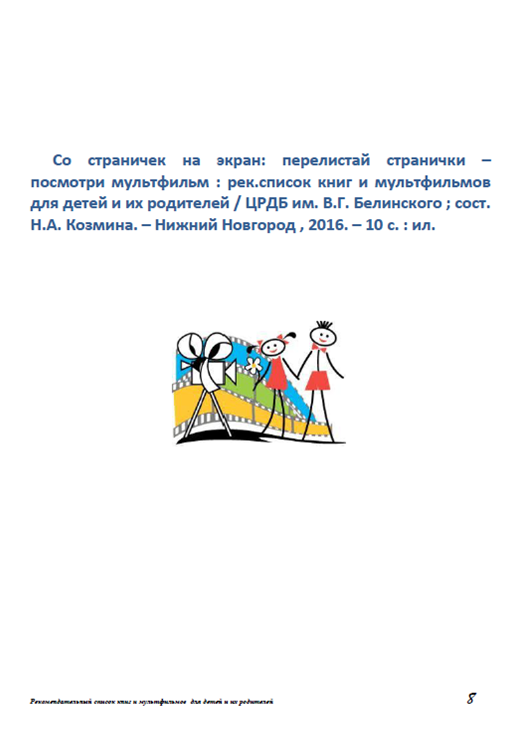 Со страничек на экран: перелистай странички –
посмотри мультфильм : рек.список книг и мультфильмов
для детей и их родителей / ЦРДБ им. В.Г. Белинского ; сост.
Н.А. Козмина. – Нижний Новгород , 2016. – 10 с. : ил.
Рекомендательный список книг и мультфильмов для детей и их родителей
8